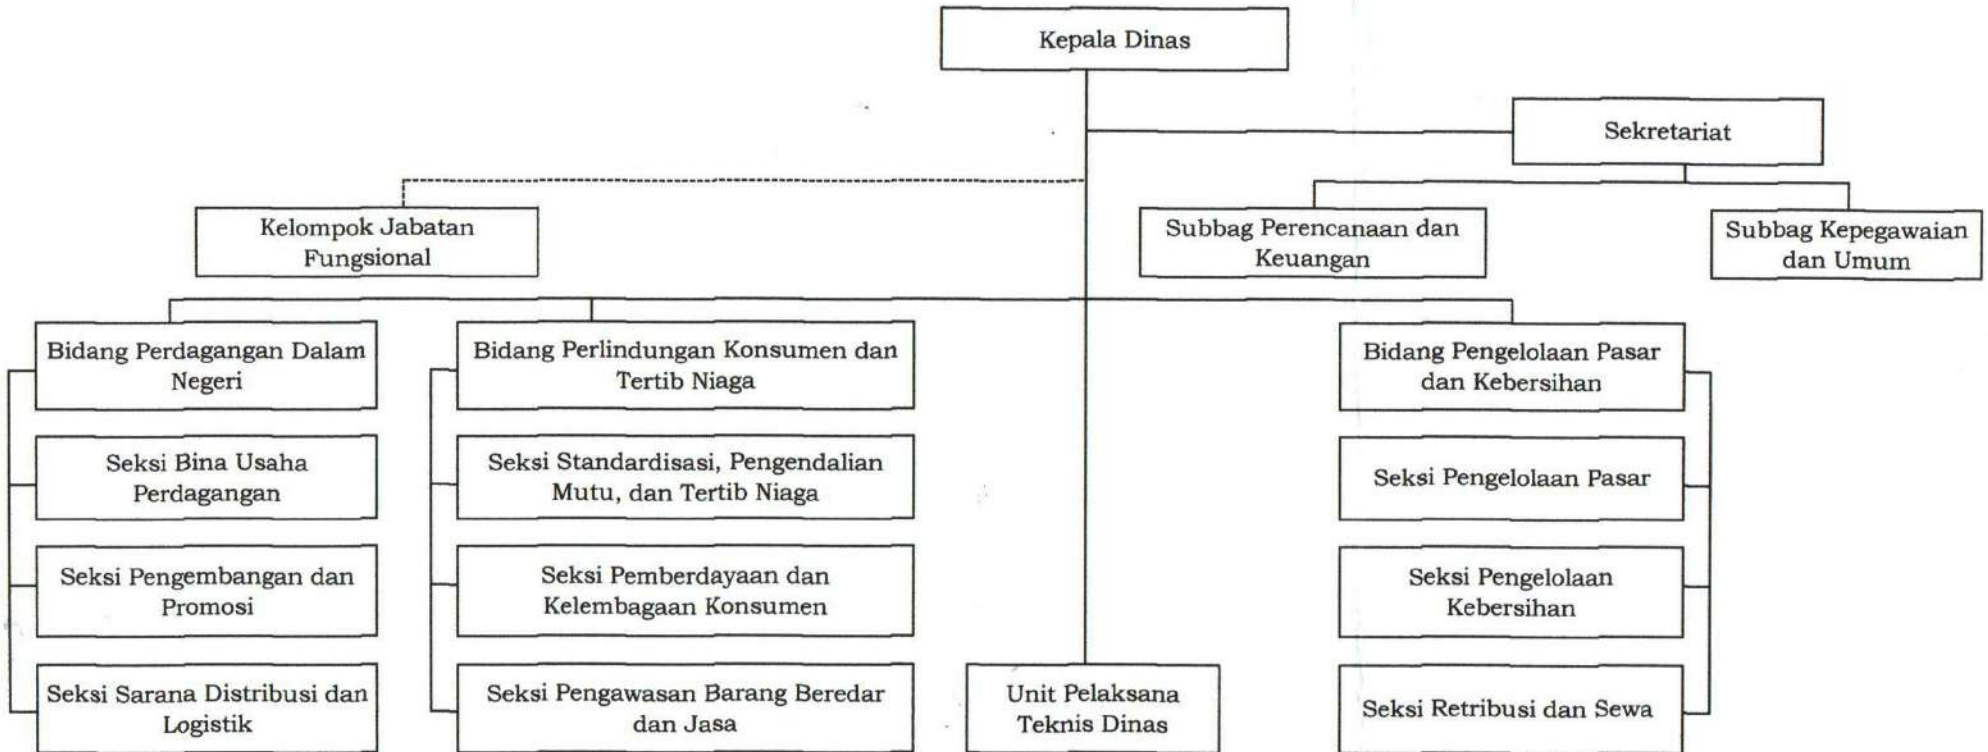 Kepala Dinas
Sekretariat
Kelompok Jabatan
Fungsional
Subbag Perencanaan dan
Keuangan
Subbag Kepegawaian
dan Umum
Bidang Perdagangan Dalam
Negeri
Seksi Bina Usaha
Perdagangan
Seksi Pengembangan dan
Promosi
Seksi Sarana Distribusi dan
Logistik
Bidang Perlindungan Konsumen dan
Tertib Niaga
Seksi Standardisasi, Pengendalian
Mutu, dan Tertib Niaga
Seksi Pemberdayaan dan
Kelembagaan Konsumen
Seksi Pengawasan Barang Beredar
dan Jasa
Unit Pelaksana
Teknis Dinas
Bidang Pengelolaan Pasar
dan Kebersihan
Seksi Pengelolaan Pasar
Seksi Pengelolaan
Kebersihan
Seksi Retribusi dan Sewa